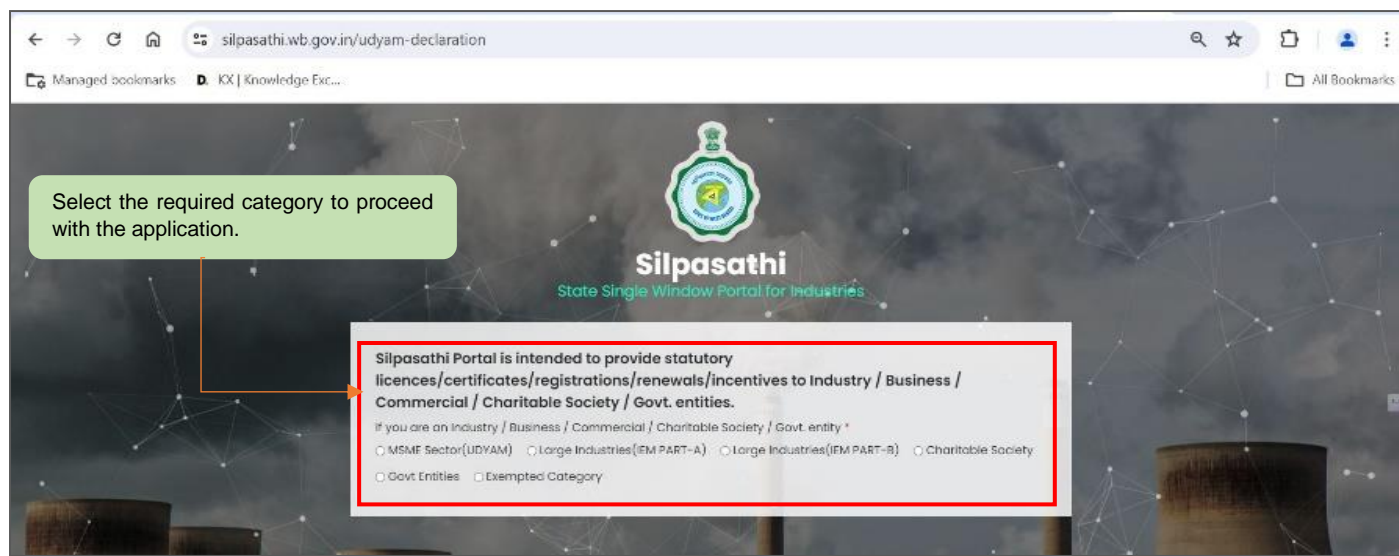 silpasathi.wb.gov.in/udyam-declaration
Managed bookmarks D. KX | Knowledge Exc...
All Bookmarks
Select the required category to proceed
with the application.
Silpasathi
State Single Window Portal for Industries
Silpasathi Portal is intended to provide statutory
licences/certificates/registrations/renewals/incentives to Industry / Business /
Commercial / Charitable Society / Govt. entities.
If you are an Industry / Business / Commercial / Charitable Society / Govt. entity *
MSME Sector(UDYAM) Large Industries(IEM PART-A) Large Industries(IEM PART-B) Charitable Society
Govt Entities Exempted Category